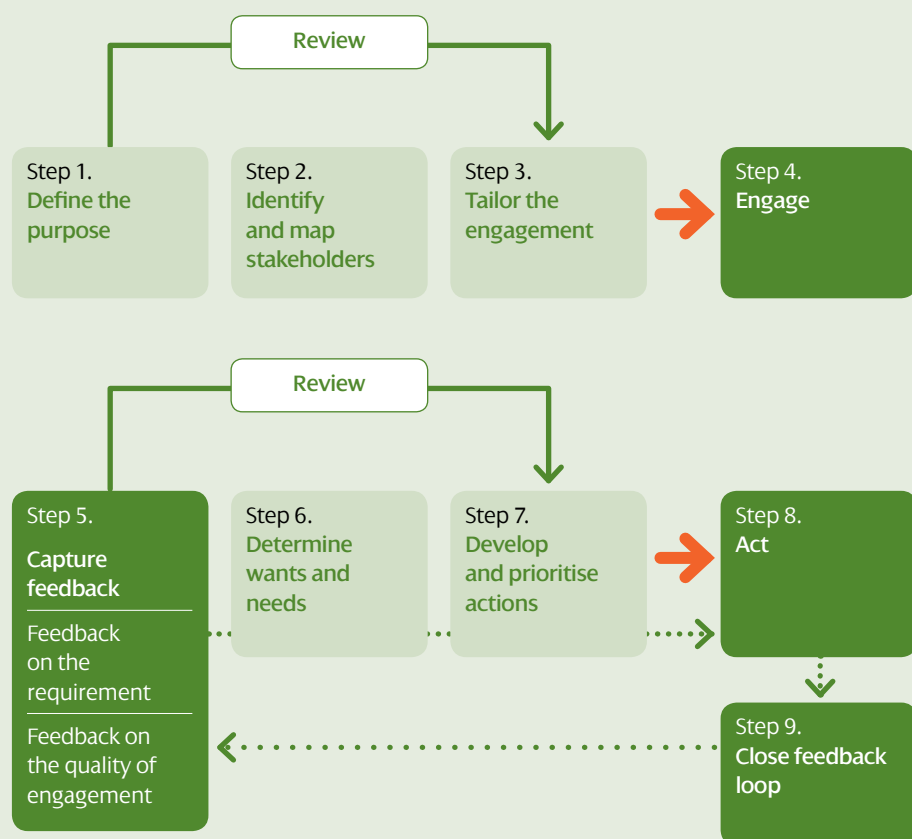 Review
Step 1.
Define the
purpose
Step 2.
Identify
and map
stakeholders
Step 3.
Tailor the
engagement
Step 4.
Engage
Review
Step 5.
Capture
feedback
Feedback
on the
requirement
Feedback on
the quality of
engagement
Step 6.
Determine
wants and
needs
Step 7.
Develop
and prioritise
actions
Step 8.
Act
Step 9.
Close feedback
loop